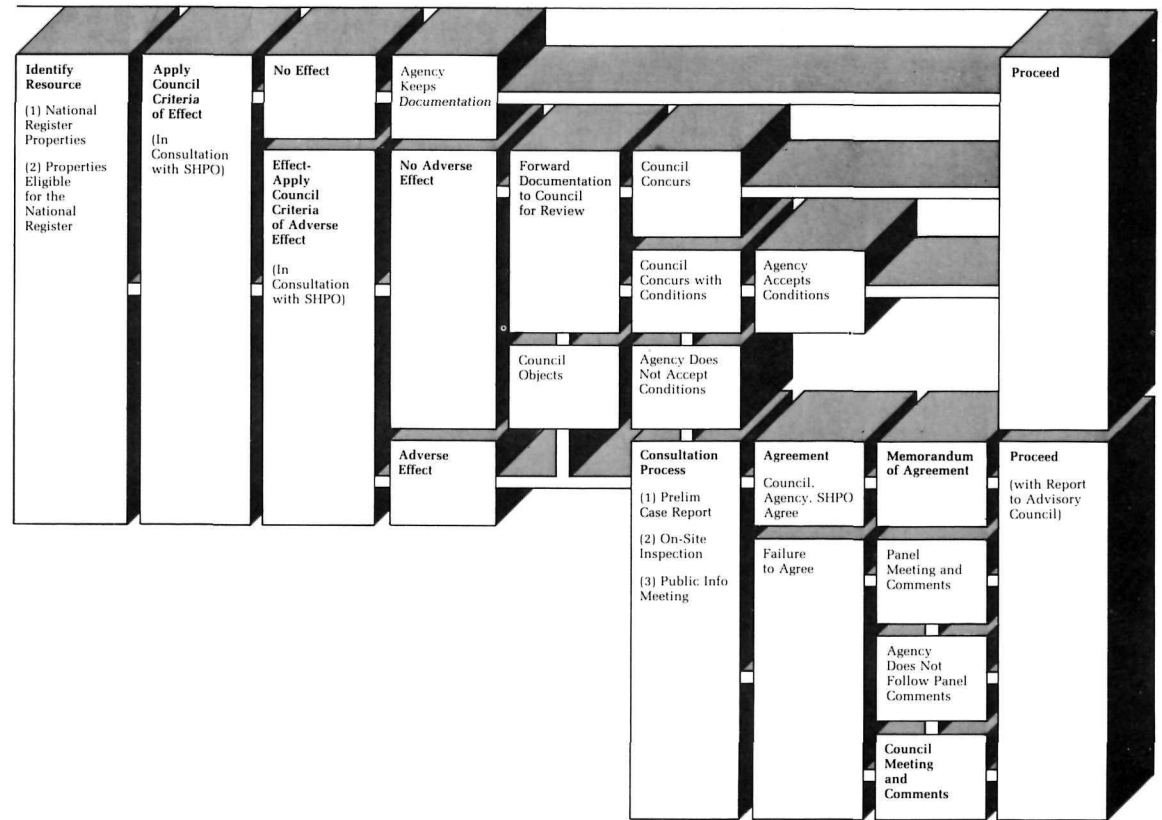 Identify
Resource
(1) National
Register
Properties
(2) Properties
Eligible
for the
National
Register
Apply
Council
Criteria
of Effect
(In
Consultation
with SHPO)
No Effect
Effect-
Apply
Council
Criteria
of Adverse
Effect
(In
Consultation
with SHPO)
Agency
Keeps
Documentation
No Adverse
Effect
Adverse
Effect
Forward
Documentation
to Council
for Review
Council
Objects
Council
Concurs
Council
Concurs with
Conditions
Agency Does
Not Accept
Conditions
Agency
Accepts
Conditions
Proceed
Consultation
Process
(1) Prelim
Case Report
(2) On-Site
Inspection
(3) Public Info
Meeting
Agreement
Council,
Agency, SHPO
Agree
Failure
to Agree
Memorandum
of Agreement
Panel
Meeting and
Comments
Agency
Does Not
Follow Panel
Comments
Council
Meeting
and
Comments
Proceed
(with Report
to Advisory
Council)